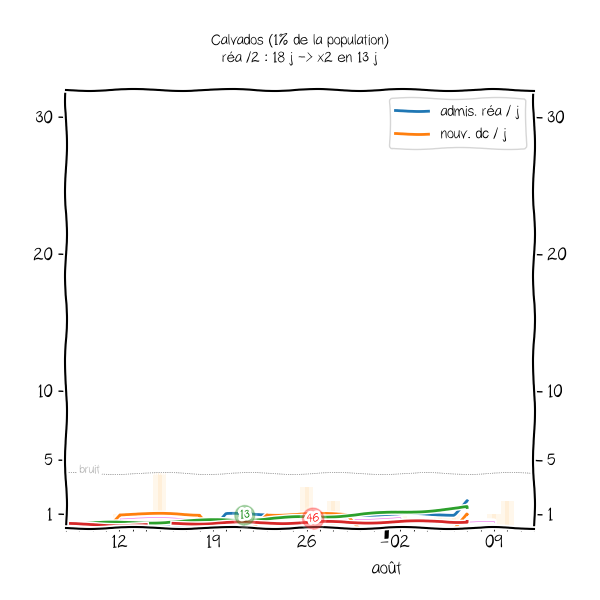 Calvados (1% de la population)
réa /2 : 18 j -> x2 en 13 j
admis. réa / j
nouv. dc / j
30
30
20
20
10
10
5
5
bruit
1
1
13
46
12
19
26
02
09
août